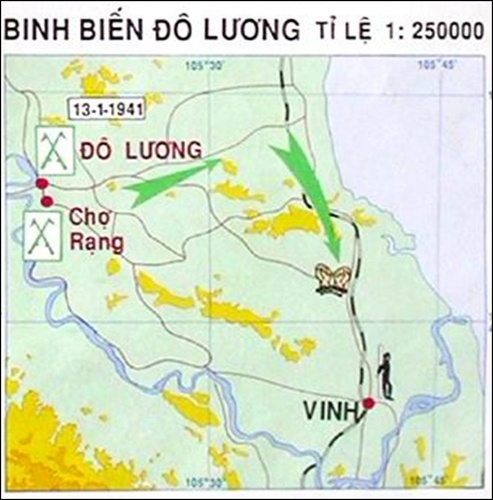 BINH BIẾN ĐÔ LƯƠNG TỈ LỆ 1: 250000
105°30' 105°45'
13-1-1941
ĐÔ LƯƠNG
Chợ
Rạng
VINH
105°30' 105°45'